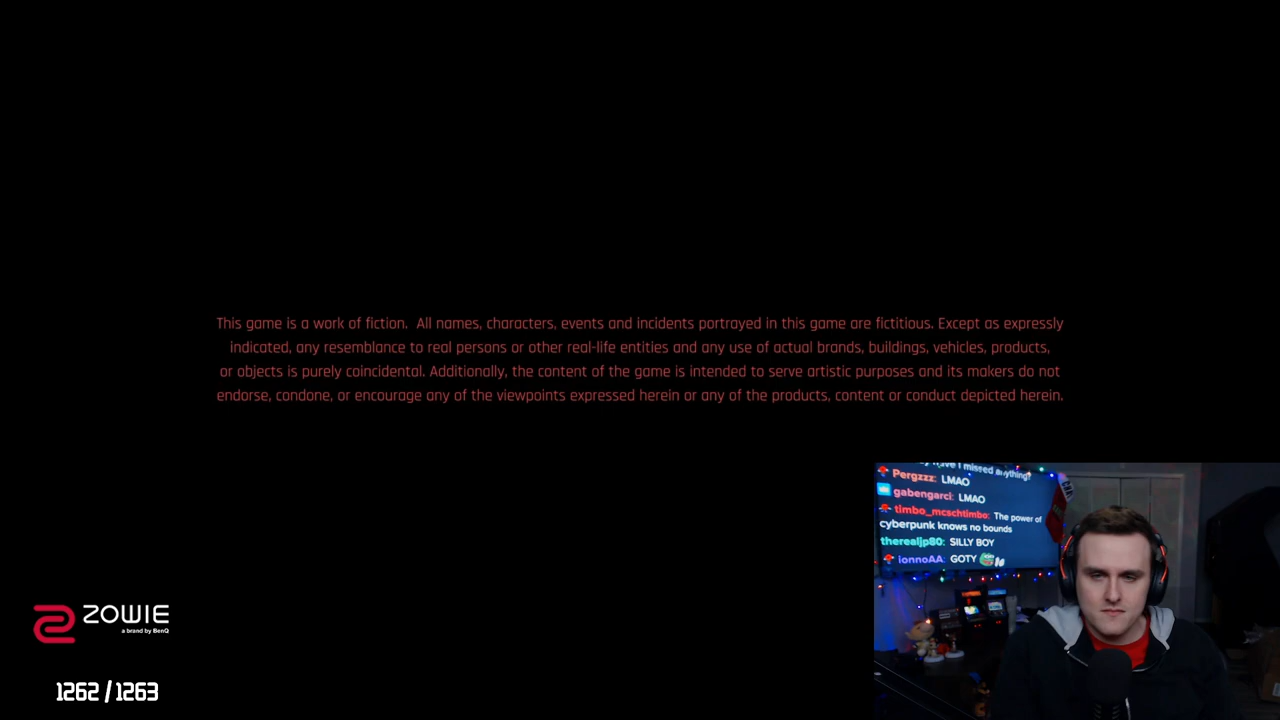 This game is a work of fiction.  All names, characters, events and incidents portrayed in this game are fictitious. Except as expressly
indicated, any resemblance to real persons or other real-life entities and any use of actual brands, buildings, vehicles, products,
or objects is purely coincidental. Additionally, the content of the game is intended to serve artistic purposes and its makers do not
endorse, condone, or encourage any of the viewpoints expressed herein or any of the products, content or conduct depicted herein.
have I missed anything?
Pergzzz: LMAO
gabengarci: LMAO
timbo_mcschtimbo: The power of
cyberpunk knows no bounds
therealjp80: SILLY BOY
ionnoAA: GOTY
ZOWIE
a brand by BenQ
1262 / 1263